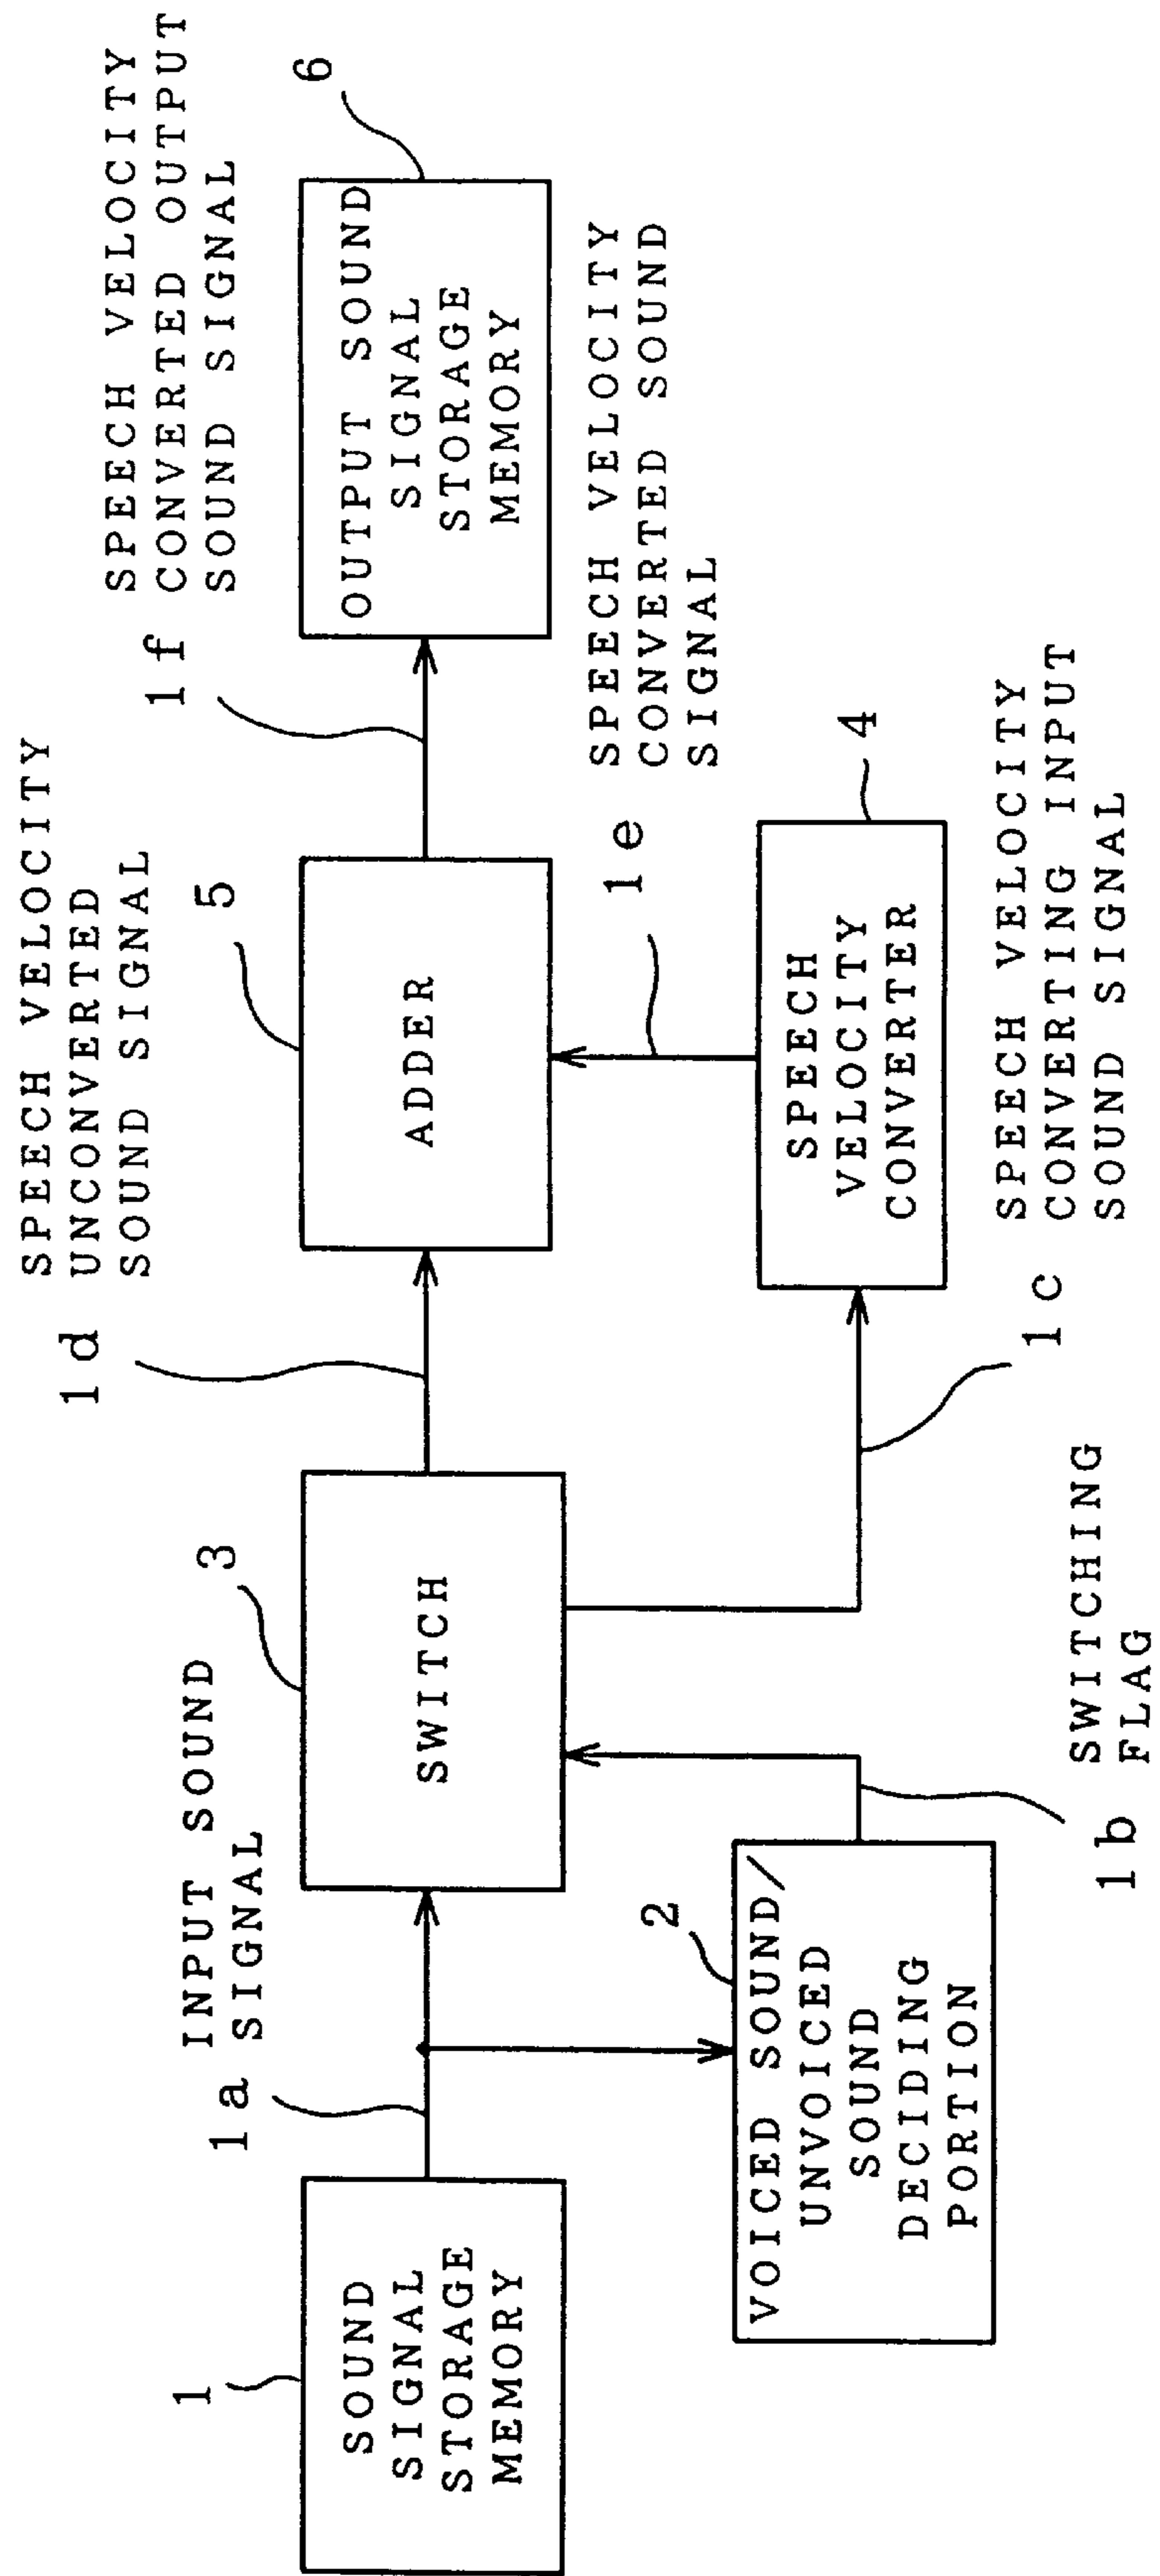 1
SOUND
SIGNAL
STORAGE
MEMORY
1a
INPUT SOUND
SIGNAL
2
VOICED SOUND/
UNVOICED
SOUND
DECIDING
PORTION
1b
SWITCHING
FLAG
3
SWITCH
1d
SPEECH VELOCITY
UNCONVERTED
SOUND SIGNAL
1c
SPEECH VELOCITY
CONVERTING INPUT
SOUND SIGNAL
4
SPEECH
VELOCITY
CONVERTER
1e
SPEECH VELOCITY
CONVERTED SOUND
SIGNAL
5
ADDER
1f
SPEECH VELOCITY
CONVERTED OUTPUT
SOUND SIGNAL
6
OUTPUT SOUND
SIGNAL
STORAGE
MEMORY